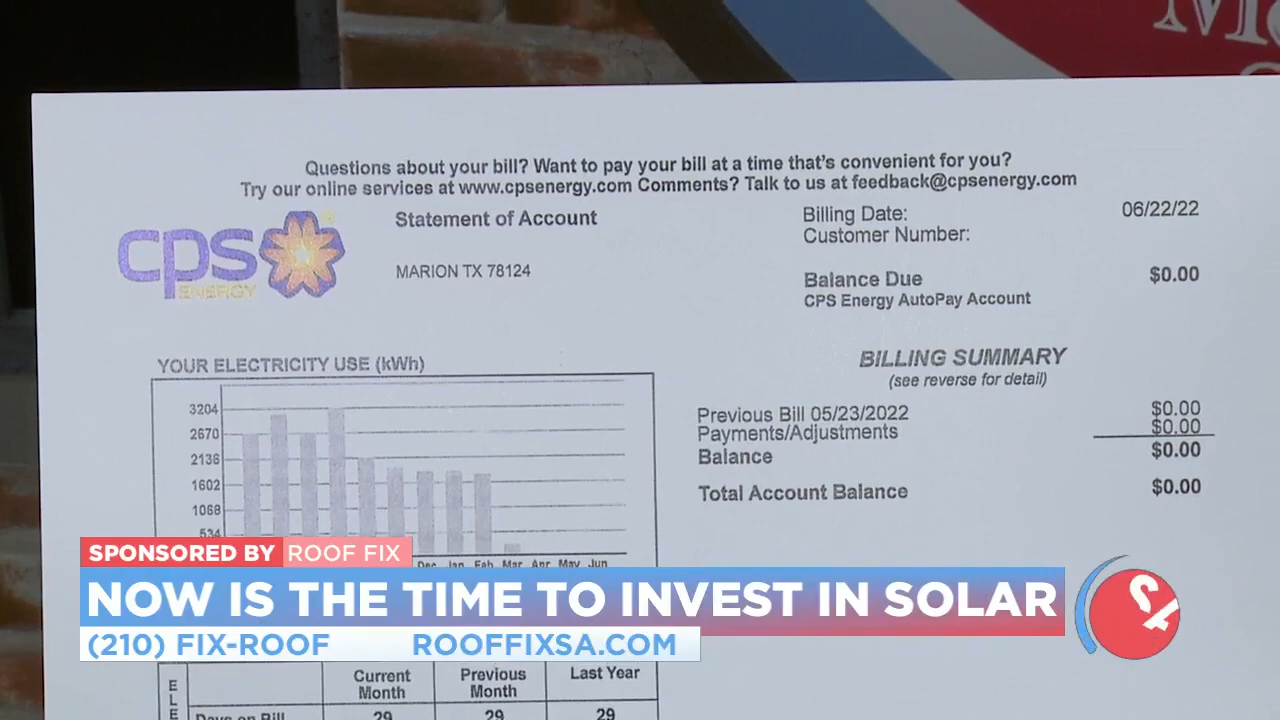 Questions about your bill? Want to pay your bill at a time that's convenient for you?
Try our online services at www.cpsenergy.com Comments? Talk to us at feedback@cpsenergy.com
cps
ENERGY
Statement of Account
MARION TX 78124
Billing Date: 06/22/22
Customer Number:
Balance Due $0.00
CPS Energy AutoPay Account
YOUR ELECTRICITY USE (kWh)
3204
2670
2136
1602
1068
534
Dec Jan Feb Mar Apr May Jun
BILLING SUMMARY
(see reverse for detail)
Previous Bill 05/23/2022 $0.00
Payments/Adjustments $0.00
Balance $0.00
Total Account Balance $0.00
SPONSORED BY ROOF FIX
NOW IS THE TIME TO INVEST IN SOLAR
(210) FIX-ROOF ROOFFIXSA.COM
Current Month
Previous Month
Last Year
ELE
Days on Bill 29 29 29